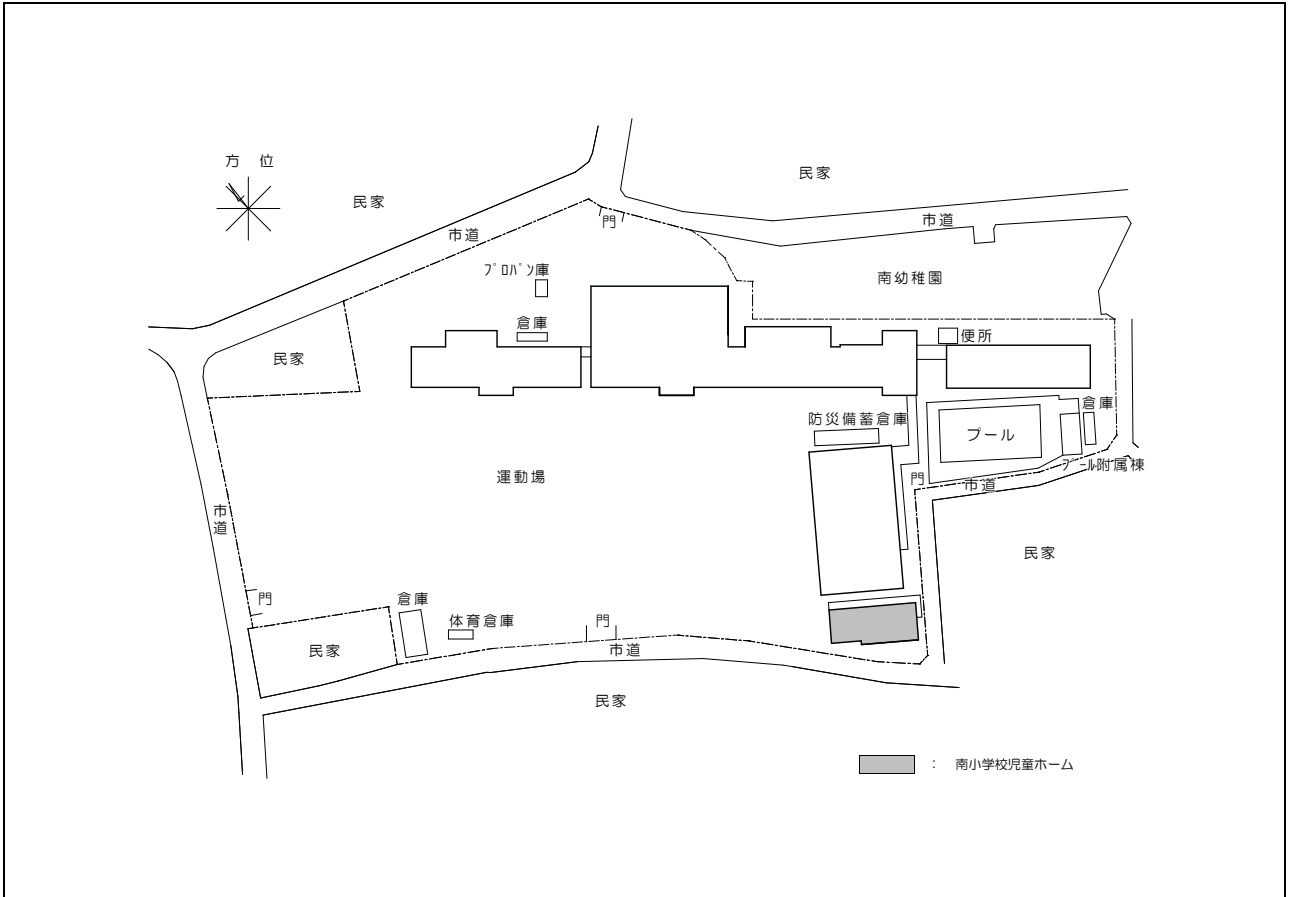 方 位
民家
民家
市道
門
市道
ﾌﾟﾛﾊﾟﾝ庫
南幼稚園
倉庫
便所
民家
防災備蓄倉庫
倉庫
プール
ﾌﾟｰﾙ附属棟
運動場
門
市道
市道
民家
門
倉庫
体育倉庫
門
市道
民家
民家
： 南小学校児童ホーム